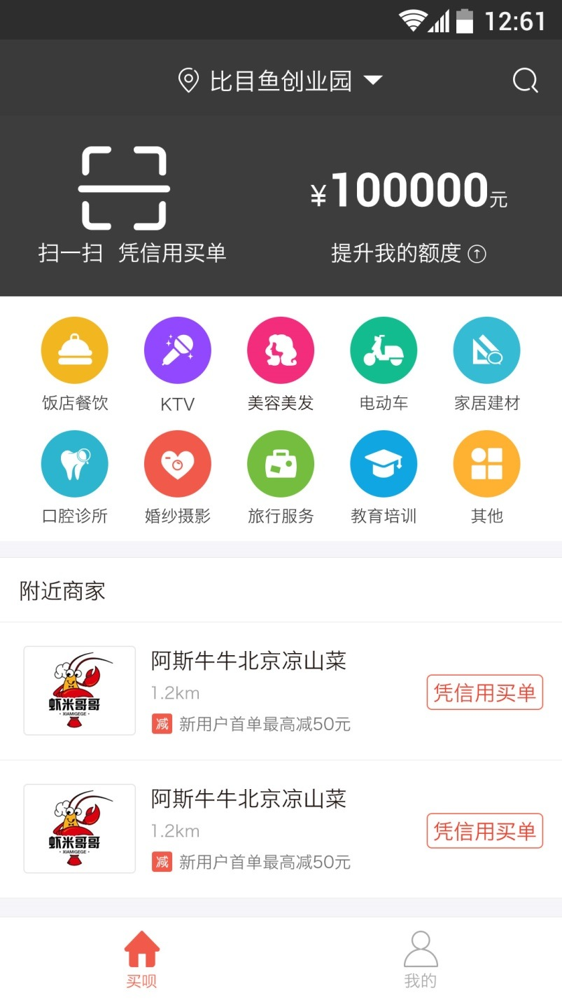 12:61
比目鱼创业园
¥100000元
扫一扫 凭信用买单
提升我的额度
饭店餐饮 KTV 美容美发 电动车 家居建材
口腔诊所 婚纱摄影 旅行服务 教育培训 其他
附近商家
虾米哥哥
·XIAMIGEGE·
阿斯牛牛北京凉山菜
1.2km
减 新用户首单最高减50元
凭信用买单
虾米哥哥
·XIAMIGEGE·
阿斯牛牛北京凉山菜
1.2km
减 新用户首单最高减50元
凭信用买单
买呗 我的